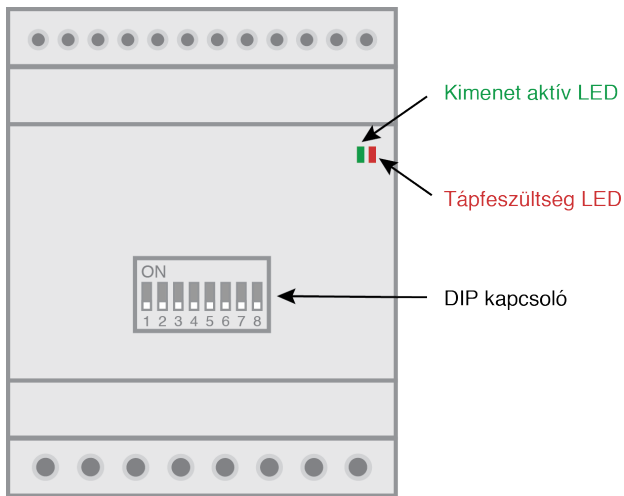 Kimenet aktív LED
Tápfeszültség LED
ON
DIP kapcsoló
1 2 3 4 5 6 7 8